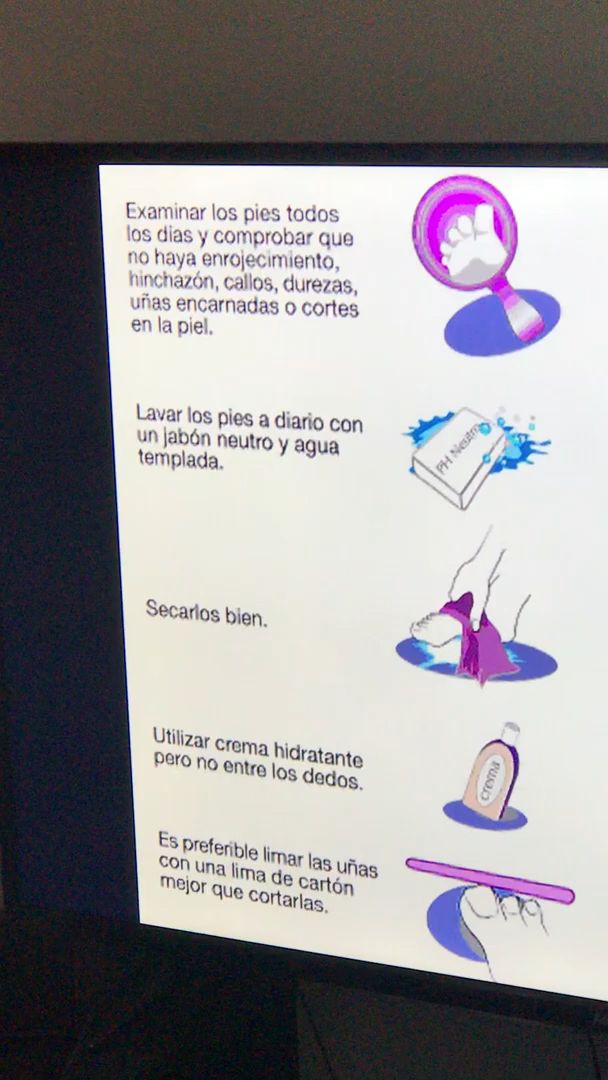 Examinar los pies todos
los dias y comprobar que
no haya enrojecimiento,
hinchazón, callos, durezas,
uñas encarnadas o cortes
en la piel.
Lavar los pies a diario con
un jabón neutro y agua
templada.
PH Neutro
Secarlos bien.
Utilizar crema hidratante
pero no entre los dedos.
crema
Es preferible limar las uñas
con una lima de cartón
mejor que cortarlas.